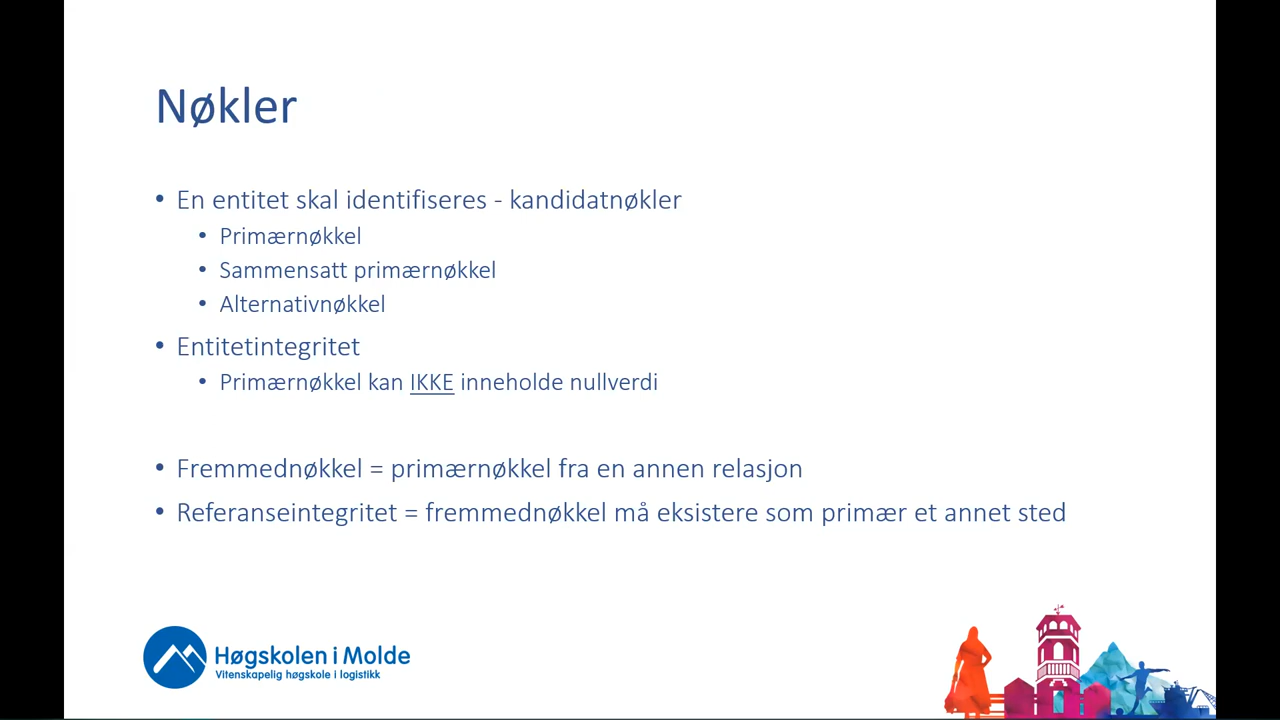 Nøkler
• En entitet skal identifiseres - kandidatnøkler
• Primærnøkkel
• Sammensatt primærnøkkel
• Alternativnøkkel
• Entitetintegritet
• Primærnøkkel kan IKKE inneholde nullverdi
• Fremmednøkkel = primærnøkkel fra en annen relasjon
• Referanseintegritet = fremmednøkkel må eksistere som primær et annet sted
Høgskolen i Molde
Vitenskapelig høgskole i logistikk